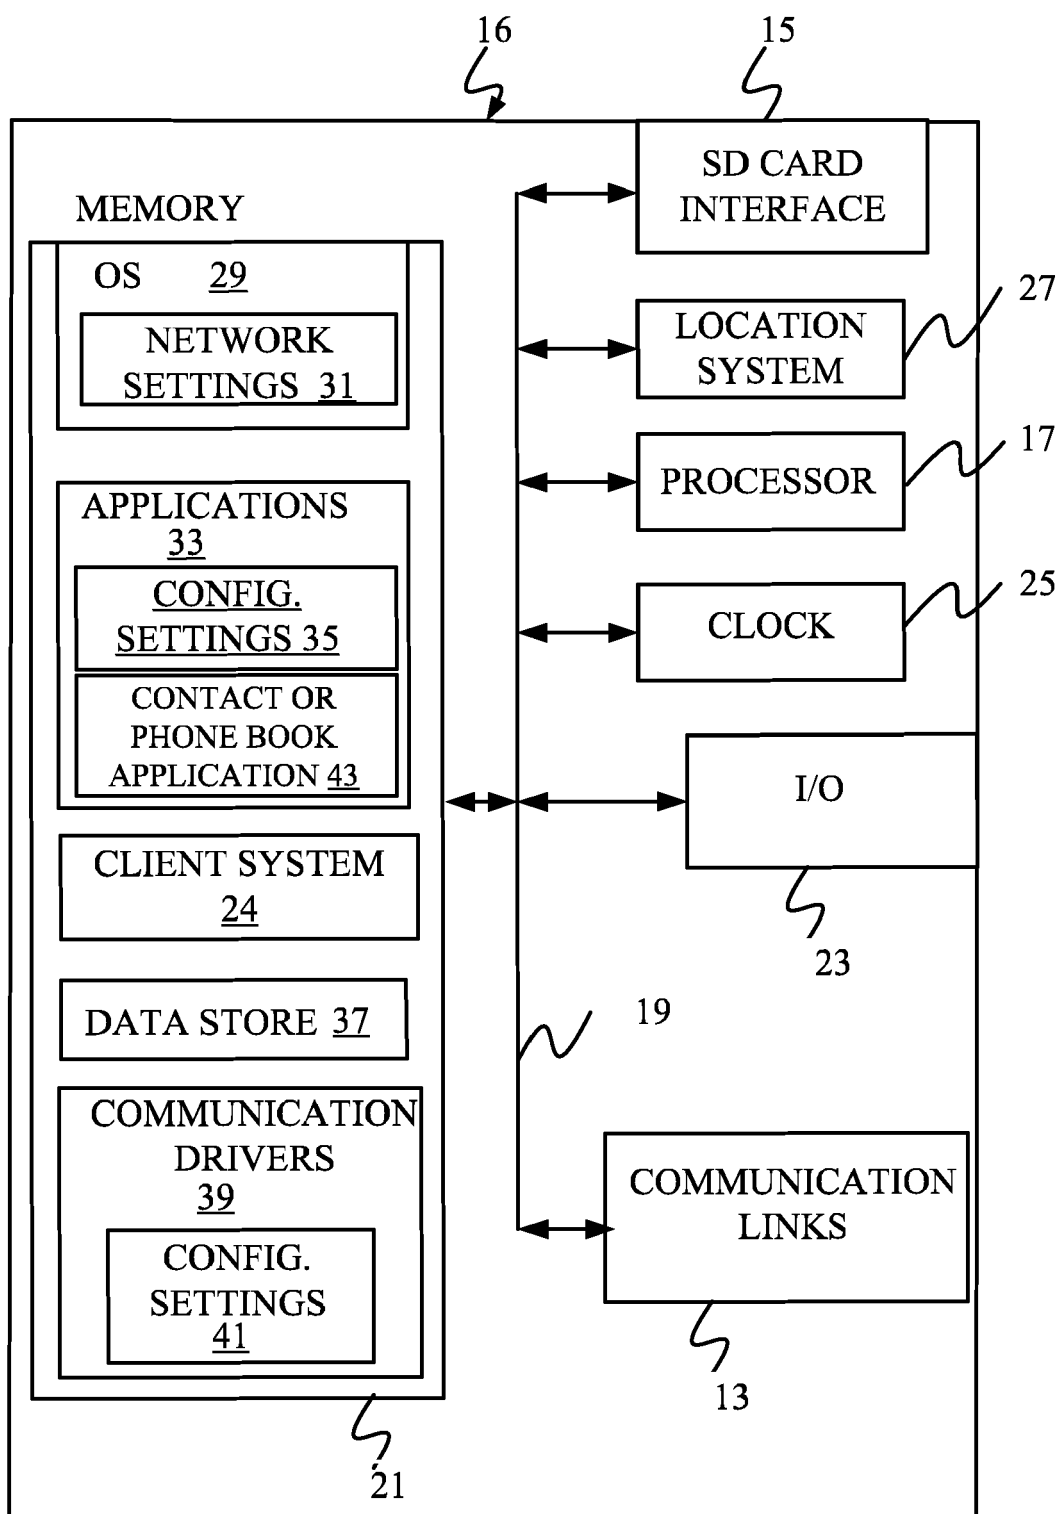 16
15
SD CARD
INTERFACE
MEMORY
OS 29
NETWORK
SETTINGS 31
27
LOCATION
SYSTEM
17
PROCESSOR
APPLICATIONS
33
CONFIG.
SETTINGS 35
25
CLOCK
CONTACT OR
PHONE BOOK
APPLICATION 43
I/O
CLIENT SYSTEM
24
23
DATA STORE 37
19
COMMUNICATION
DRIVERS
39
CONFIG.
SETTINGS
41
COMMUNICATION
LINKS
13
21